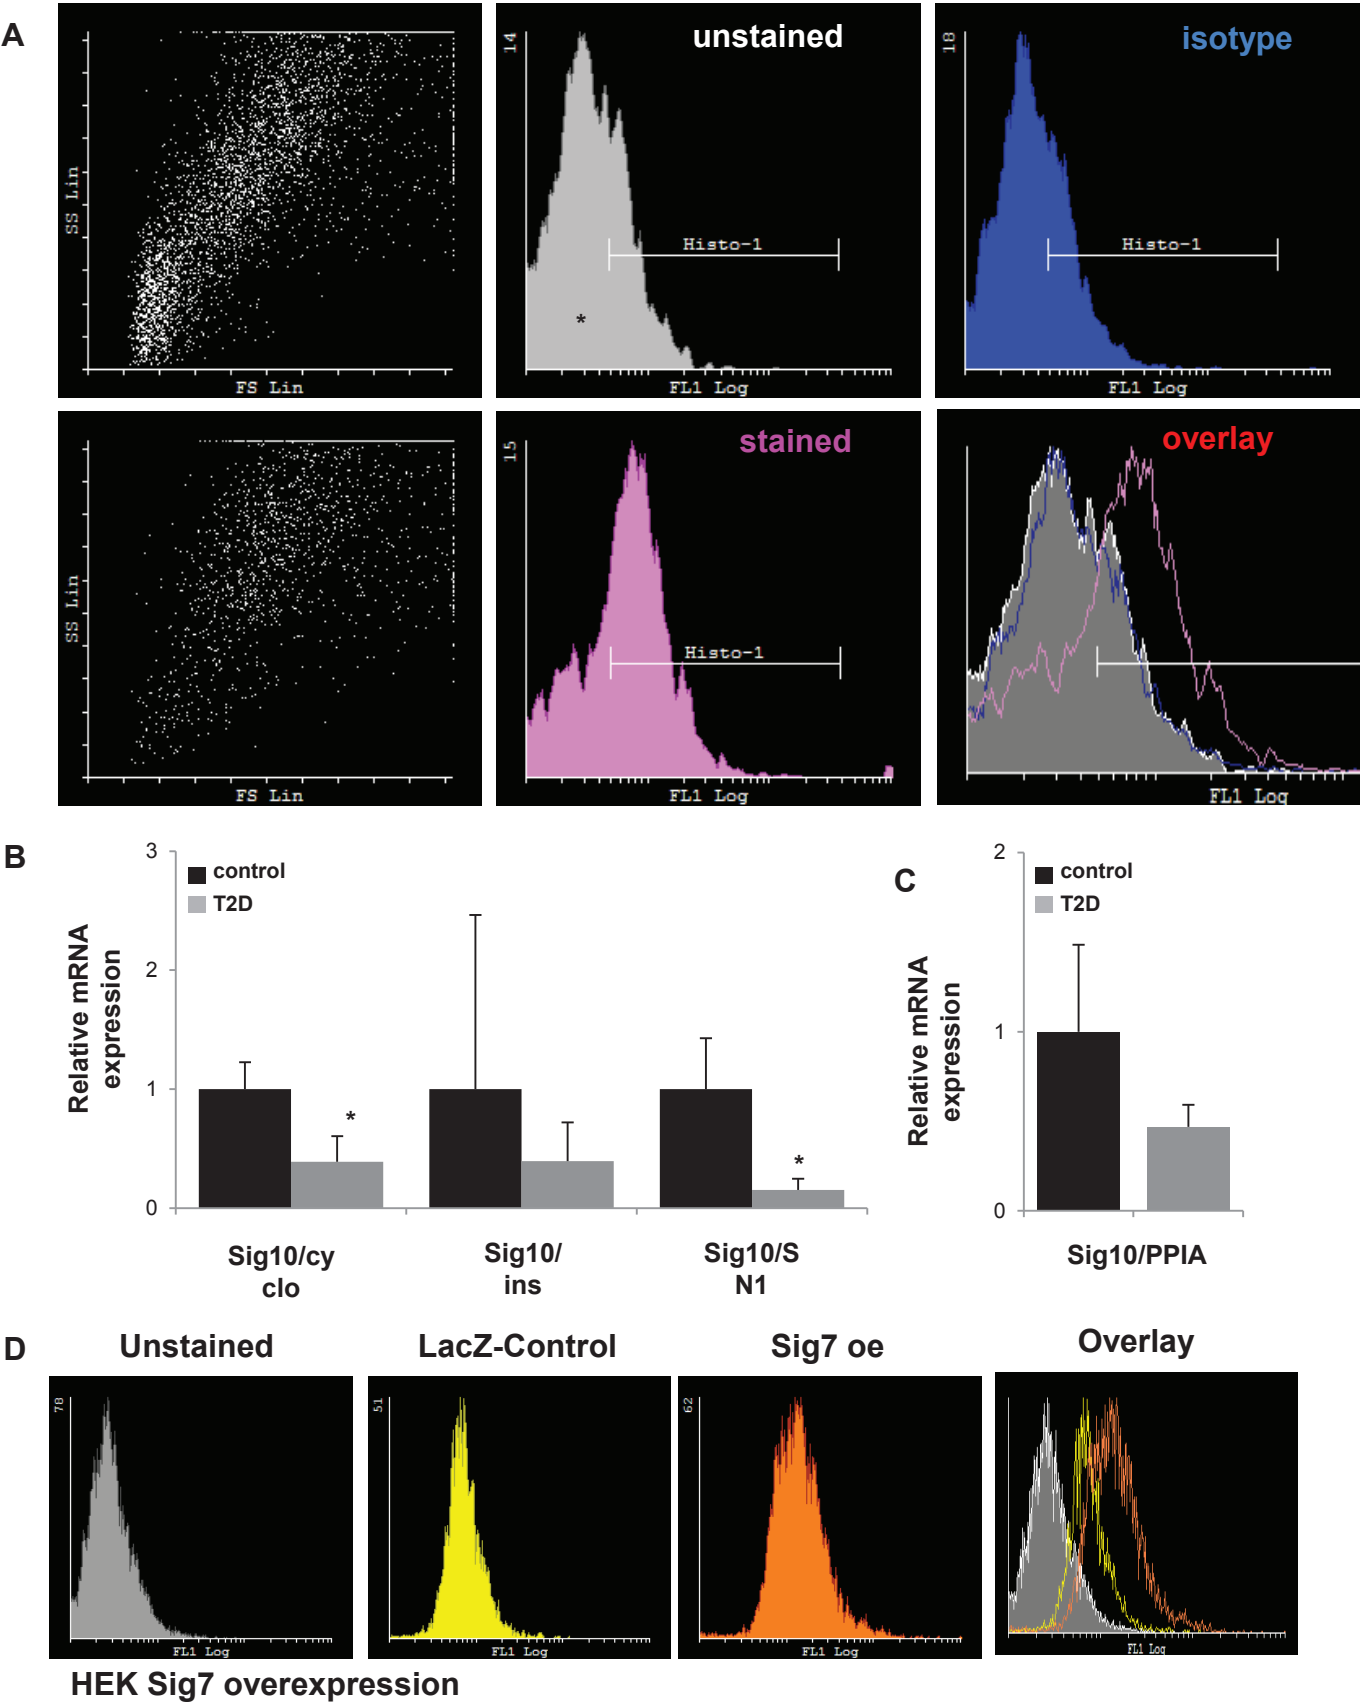 A
SS Lin
FS Lin
14
unstained
Histo-1
*
FL1 Log
18
isotype
Histo-1
FL1 Log
SS Lin
FS Lin
15
stained
Histo-1
FL1 Log
overlay
FL1 Log
B
Relative mRNA
expression
3
2
1
0
control
T2D
*
*
Sig10/cy
clo
Sig10/
ins
Sig10/S
N1
C
Relative mRNA
expression
2
1
0
control
T2D
Sig10/PPIA
D
Unstained
78
FL1 Log
LacZ-Control
51
FL1 Log
Sig7 oe
62
FL1 Log
Overlay
FL1 Log
HEK Sig7 overexpression